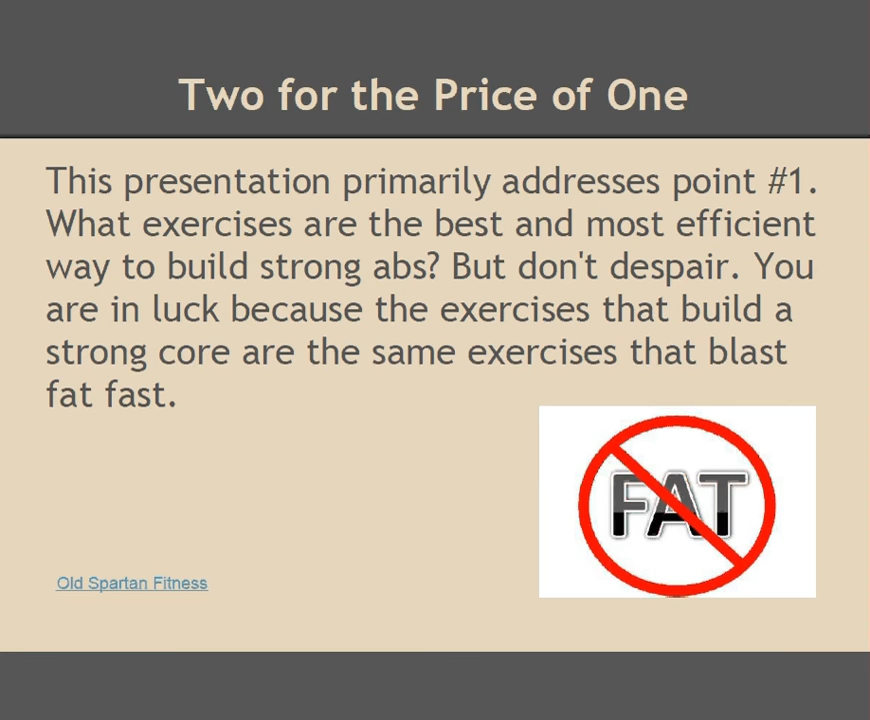 Two for the Price of One
This presentation primarily addresses point #1.
What exercises are the best and most efficient
way to build strong abs? But don't despair. You
are in luck because the exercises that build a
strong core are the same exercises that blast
fat fast.
FAT
Old Spartan Fitness